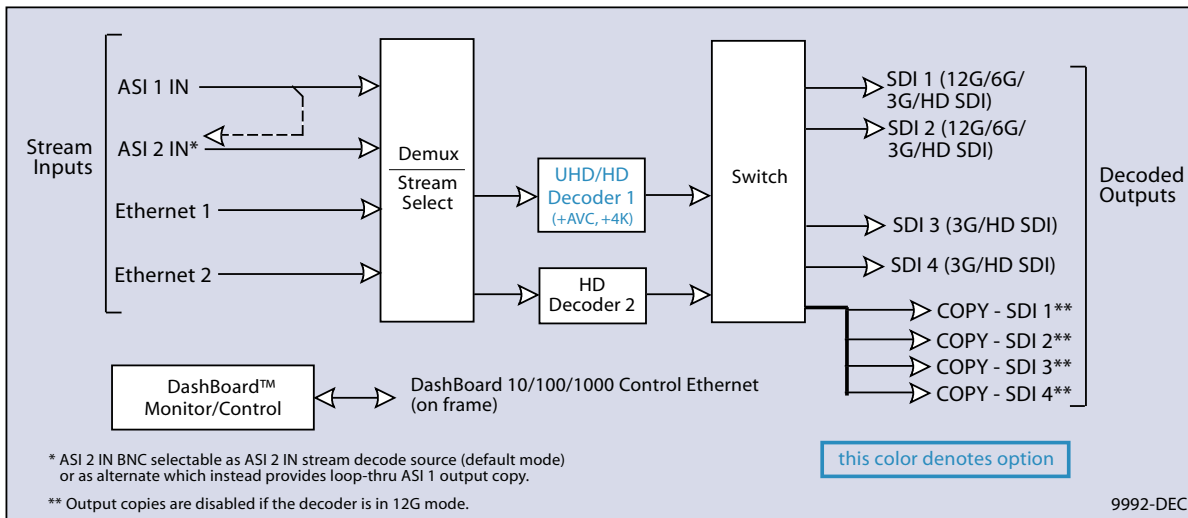 Stream
Inputs
ASI 1 IN
ASI 2 IN*
Ethernet 1
Ethernet 2
Demux
Stream
Select
UHD/HD
Decoder 1
(+AVC, +4K)
HD
Decoder 2
Switch
SDI 1 (12G/6G/
3G/HD SDI)
SDI 2 (12G/6G/
3G/HD SDI)
SDI 3 (3G/HD SDI)
SDI 4 (3G/HD SDI)
COPY - SDI 1**
COPY - SDI 2**
COPY - SDI 3**
COPY - SDI 4**
Decoded
Outputs
DashBoard™
Monitor/Control
DashBoard 10/100/1000 Control Ethernet
(on frame)
* ASI 2 IN BNC selectable as ASI 2 IN stream decode source (default mode)
or as alternate which instead provides loop-thru ASI 1 output copy.
** Output copies are disabled if the decoder is in 12G mode.
this color denotes option
9992-DEC